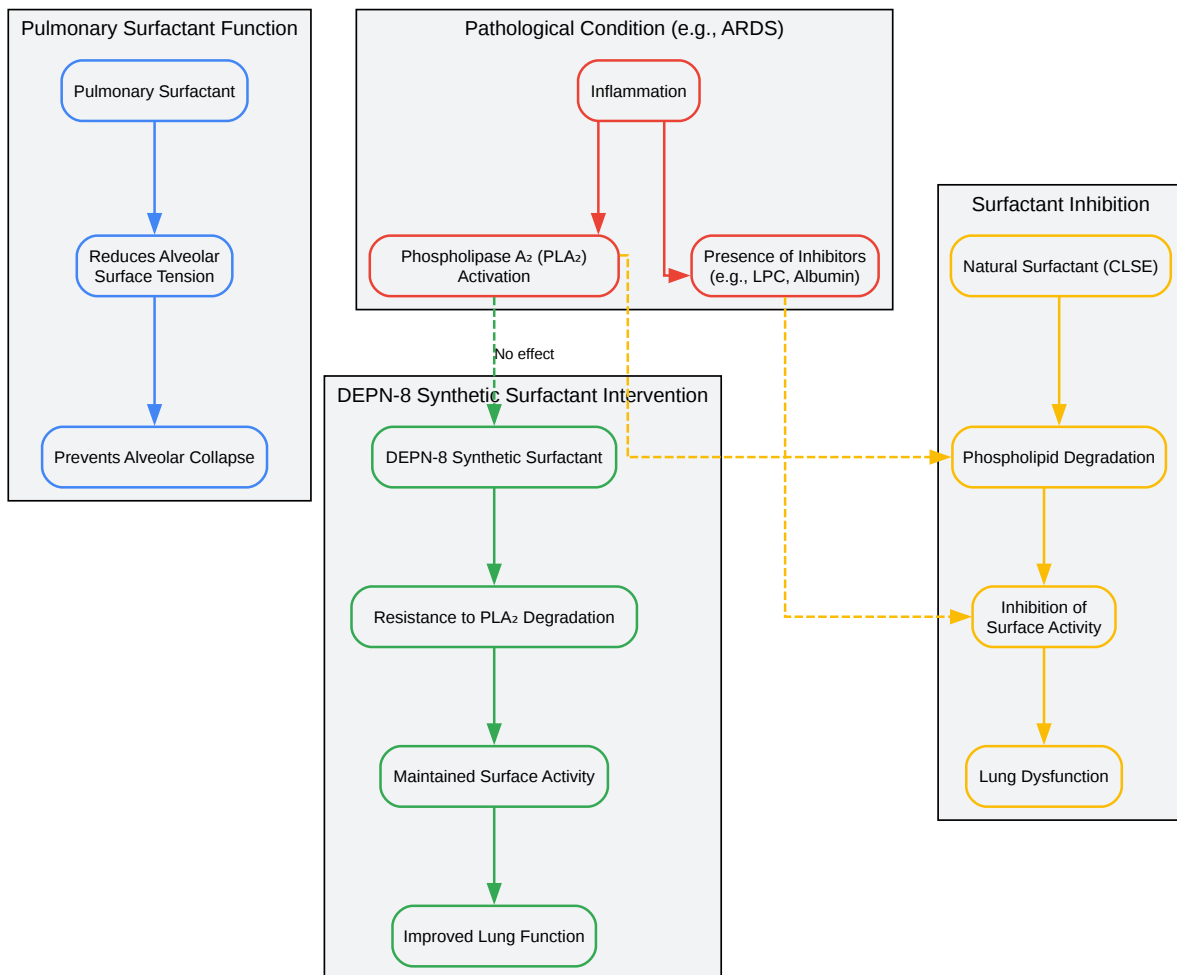 Pulmonary Surfactant Function
Pulmonary Surfactant
Reduces Alveolar
Surface Tension
Prevents Alveolar Collapse
Pathological Condition (e.g., ARDS)
Inflammation
Phospholipase A₂ (PLA₂)
Activation
Presence of Inhibitors
(e.g., LPC, Albumin)
No effect
DEPN-8 Synthetic Surfactant Intervention
DEPN-8 Synthetic Surfactant
Resistance to PLA₂ Degradation
Maintained Surface Activity
Improved Lung Function
Surfactant Inhibition
Natural Surfactant (CLSE)
Phospholipid Degradation
Inhibition of
Surface Activity
Lung Dysfunction